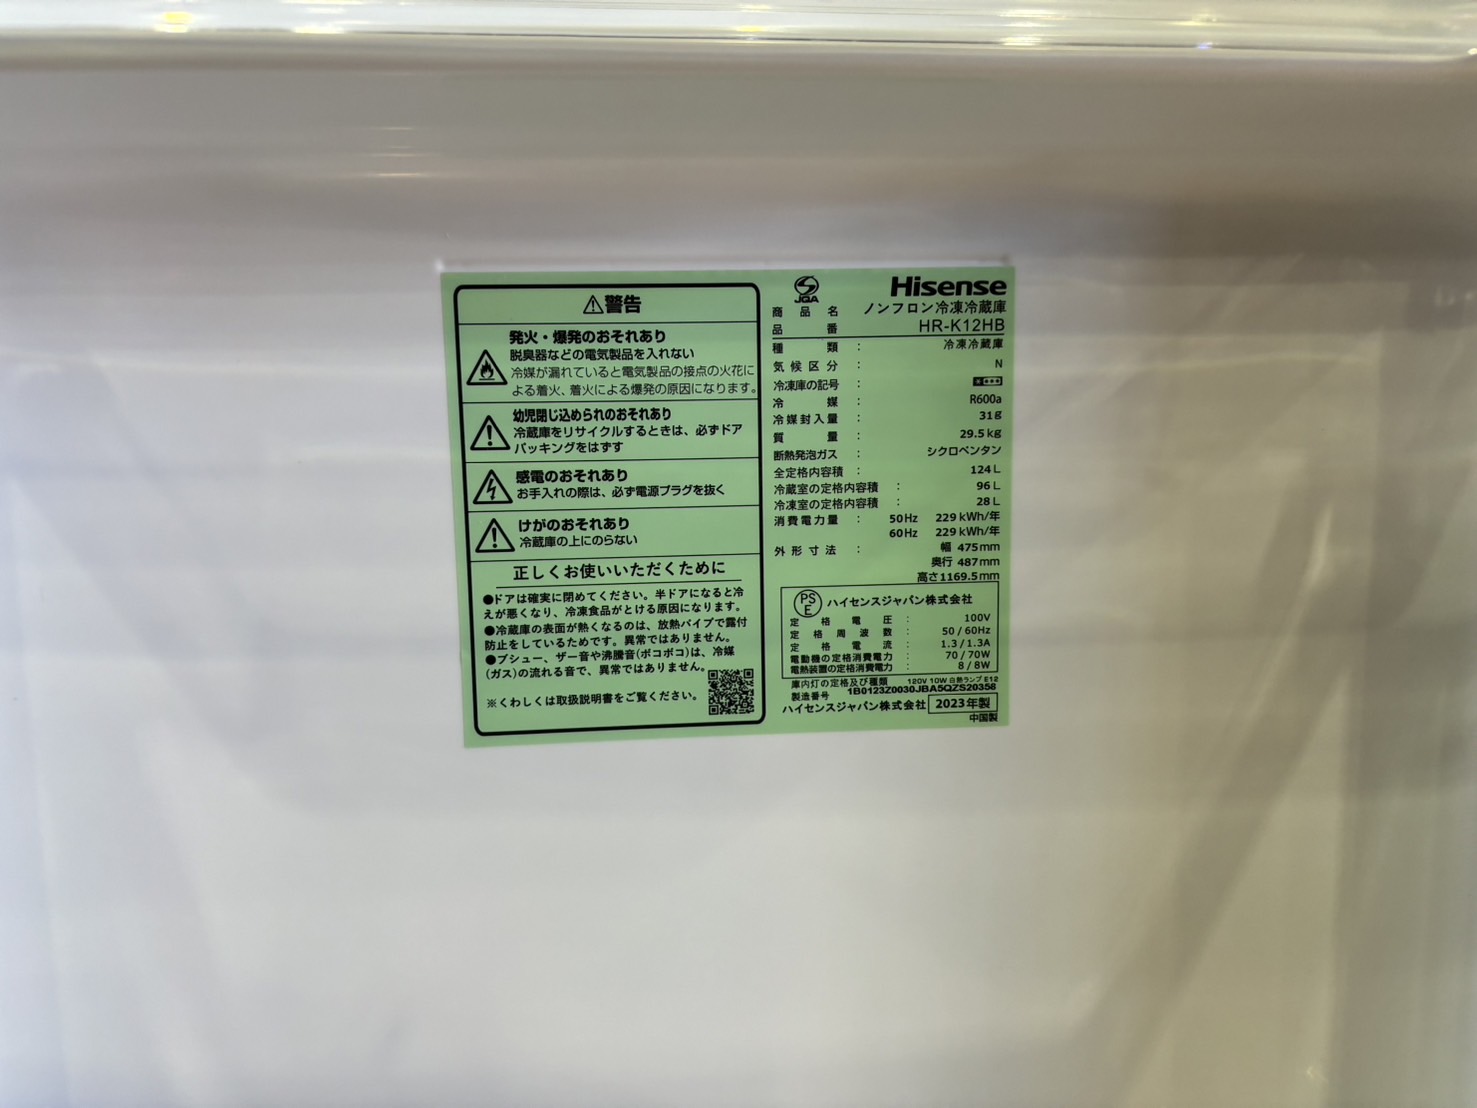 警告
発火・爆発のおそれあり
脱臭器などの電気製品を入れない
冷媒が漏れていると電気製品の接点の火花に
よる着火、着火による爆発の原因になります。
幼児閉じ込められのおそれあり
冷蔵庫をリサイクルするときは、必ずドア
パッキングをはずす
感電のおそれあり
お手入れの際は、必ず電源プラグを抜く
けがのおそれあり
冷蔵庫の上にのらない
正しくお使いいただくために
●ドアは確実に閉めてください。半ドアになると冷
えが悪くなり、冷凍食品がとける原因になります。
●冷蔵庫の表面が熱くなるのは、放熱パイプで露付
防止をしているためです。異常ではありません。
●プシュー、ザー音や沸騰音(ポコポコ)は、冷媒
(ガス)の流れる音で、異常ではありません。
※くわしくは取扱説明書をご覧ください。
JQA
Hisense
商品名 ノンフロン冷凍冷蔵庫
品番 HR-K12HB
種類 : 冷凍冷蔵庫
気候区分 : N
冷凍庫の記号 :
冷媒 : R600a
冷媒封入量 : 31g
質量 : 29.5kg
断熱発泡ガス : シクロペンタン
全定格内容積 : 124L
冷蔵室の定格内容積 : 96L
冷凍室の定格内容積 : 28L
消費電力量 : 50Hz 229kWh/年
60Hz 229kWh/年
外形寸法 : 幅 475mm
奥行 487mm
高さ1169.5mm
PSE ハイセンスジャパン株式会社
定格電圧 : 100V
定格周波数 : 50/60Hz
定格電流 : 1.3/1.3A
電動機の定格消費電力 : 70/70W
電熱装置の定格消費電力 : 8/8W
庫内灯の定格及び種類 120V 10W 白熱ランプ E12
製造番号 1B0123Z0030JBA5QZS20358
ハイセンスジャパン株式会社 2023年製
中国製